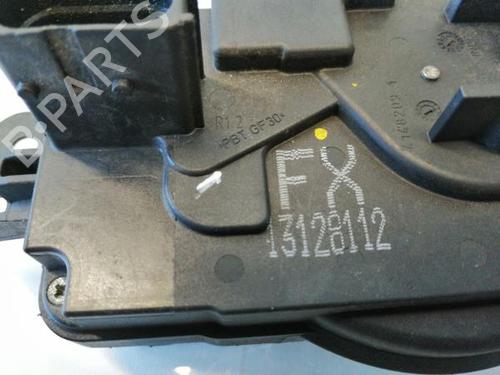 B-PARTS
R1 2
>PBT GF30<
FX
13128112